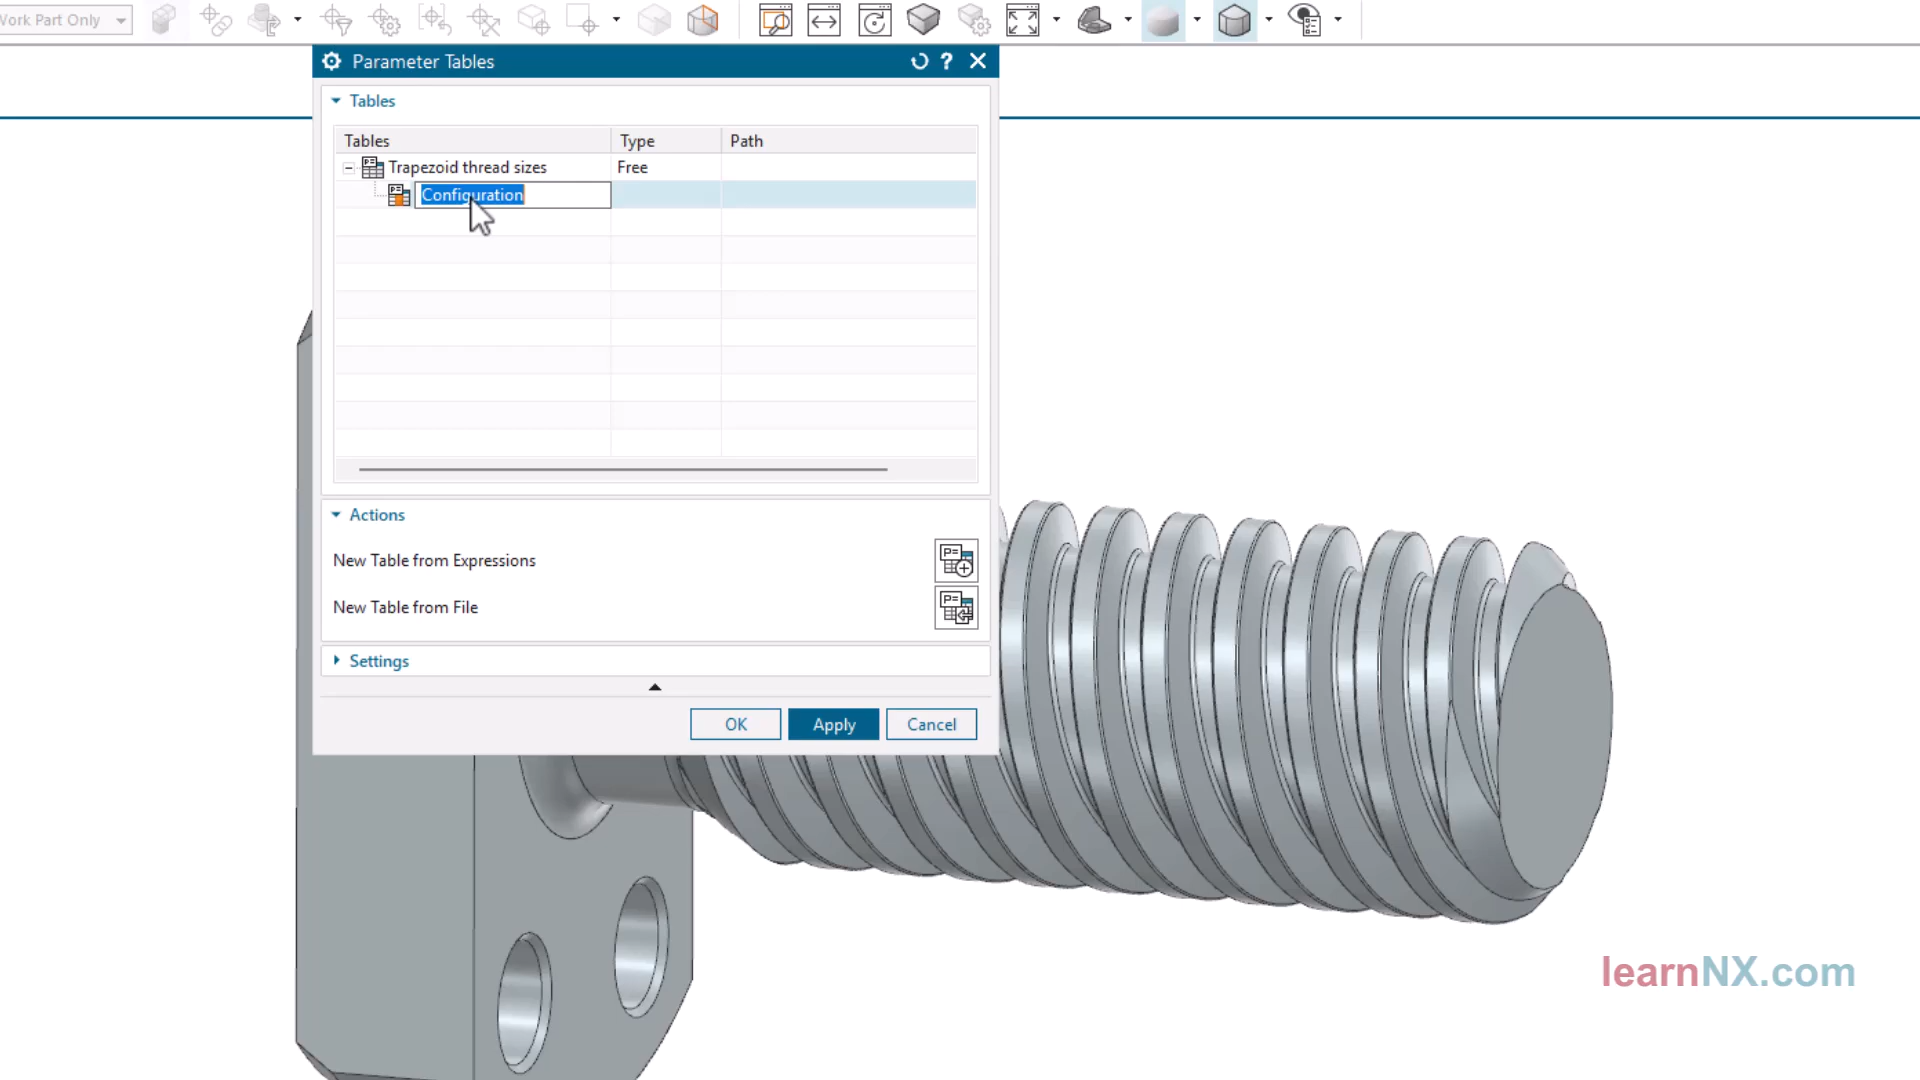 Work Part Only
Parameter Tables
?
Tables
Tables Type Path
Trapezoid thread sizes Free
Configuration
Actions
New Table from Expressions
New Table from File
Settings
OK Apply Cancel
learnNX.com